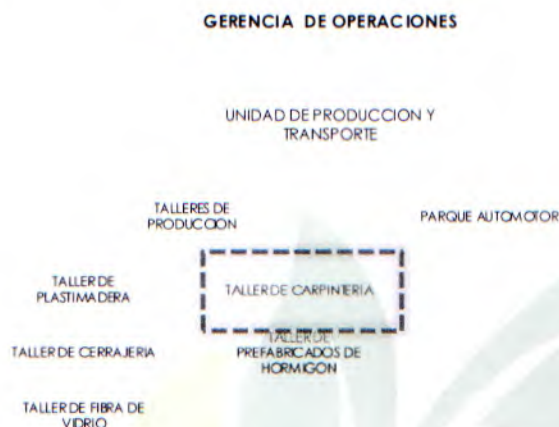 GERENCIA DE OPERACIONES
UNIDAD DE PRODUCCION Y
TRANSPORTE
TALLERES DE
PRODUCCION
PARQUE AUTOMOTOR
TALLER DE
PLASTIMADERA
TALLER DE CARPINTERIA
TALLER DE CERRAJERIA
TALLER DE
PREFABRICADOS DE
HORMIGON
TALLER DE FIBRA DE
VIDRIO